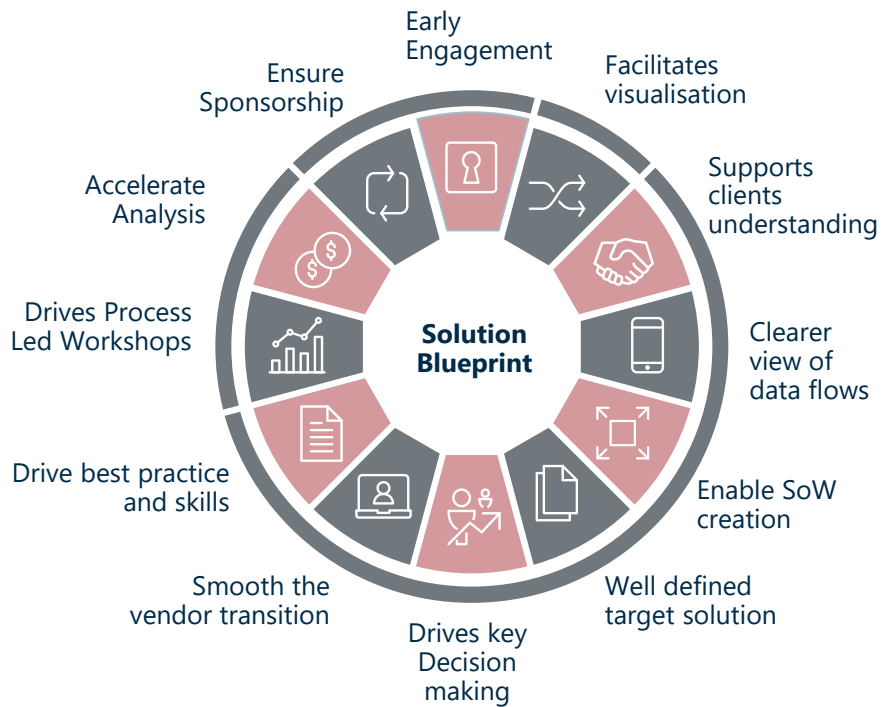 Early
Engagement
Facilitates
visualisation
Supports
clients
understanding
Clearer
view of
data flows
Enable SoW
creation
Well defined
target solution
Drives key
Decision
making
Smooth the
vendor transition
Drive best practice
and skills
Drives Process
Led Workshops
Accelerate
Analysis
Ensure
Sponsorship
Solution
Blueprint
$
$